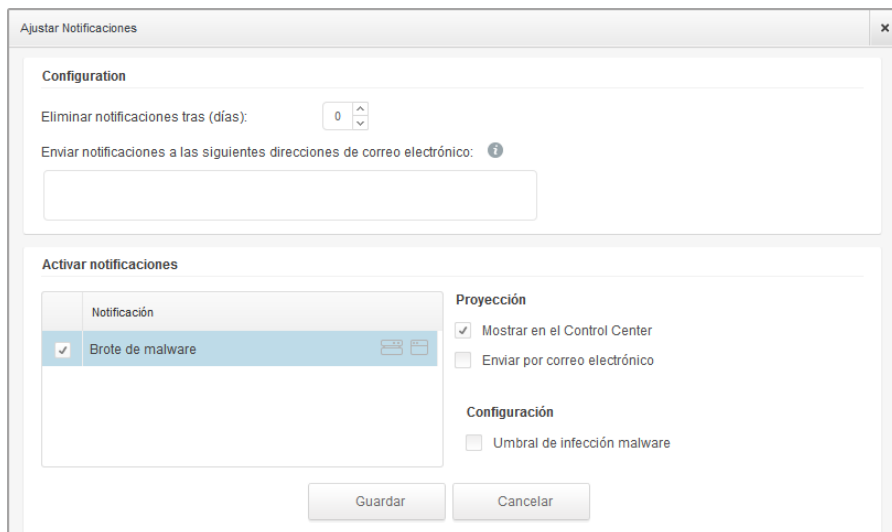 Ajustar Notificaciones
Configuration
Eliminar notificaciones tras (días): 0
Enviar notificaciones a las siguientes direcciones de correo electrónico:
Activar notificaciones
Notificación
Brote de malware
Proyección
Mostrar en el Control Center
Enviar por correo electrónico
Configuración
Umbral de infección malware
Guardar Cancelar